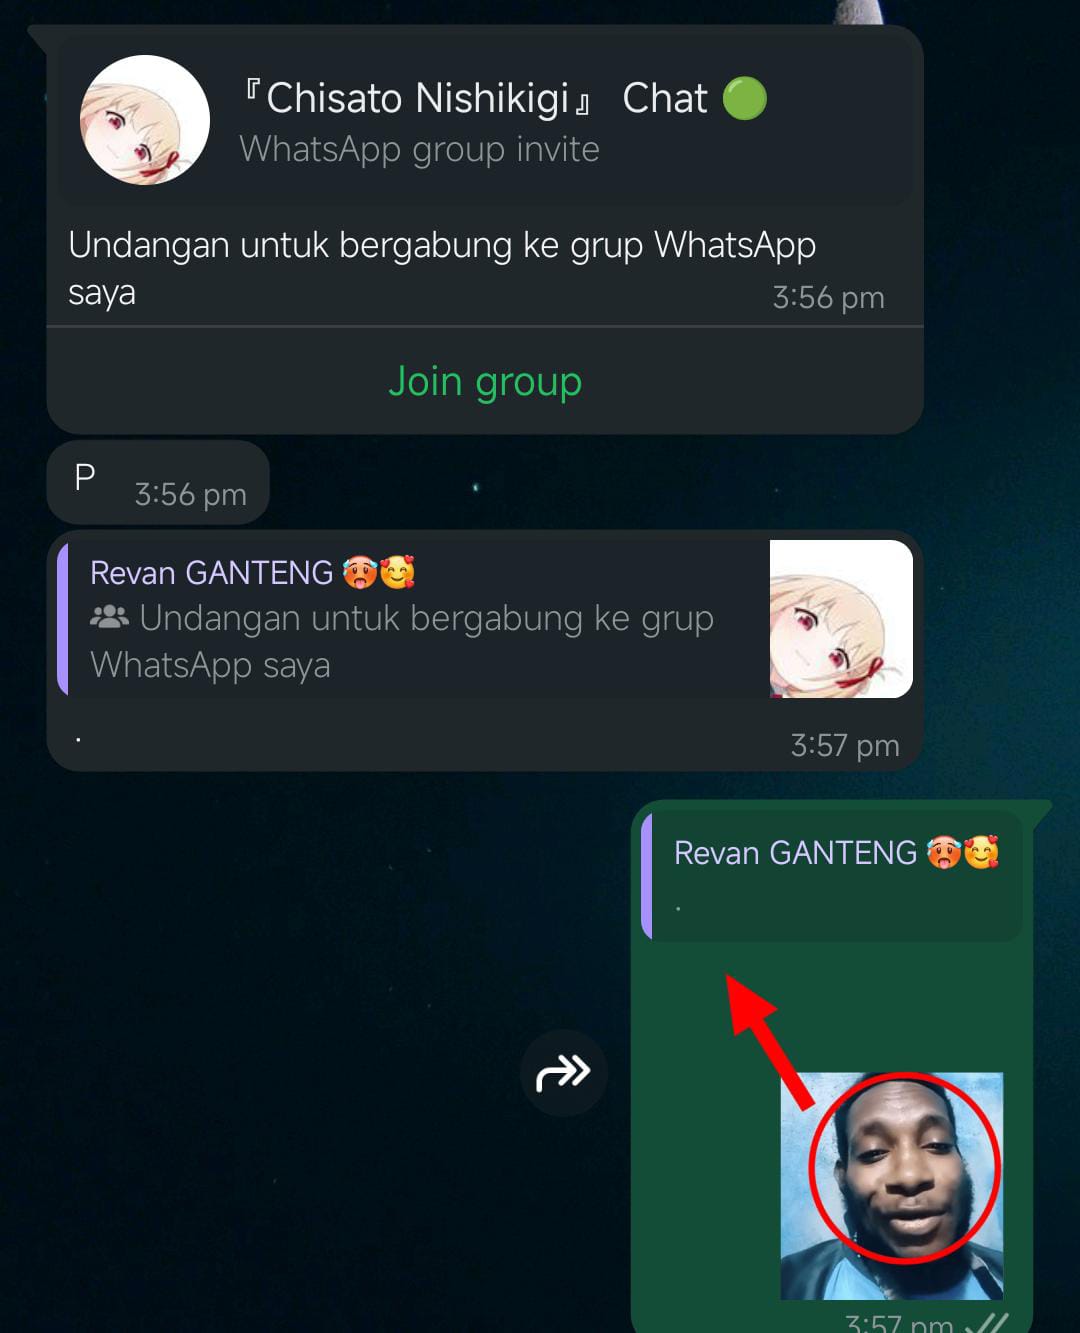 『Chisato Nishikigi』 Chat 🟢
WhatsApp group invite
Undangan untuk bergabung ke grup WhatsApp
saya
3:56 pm
Join group
P
3:56 pm
Revan GANTENG 🥵🥰
Undangan untuk bergabung ke grup
WhatsApp saya
.
3:57 pm
Revan GANTENG 🥵🥰
.
3:57 pm